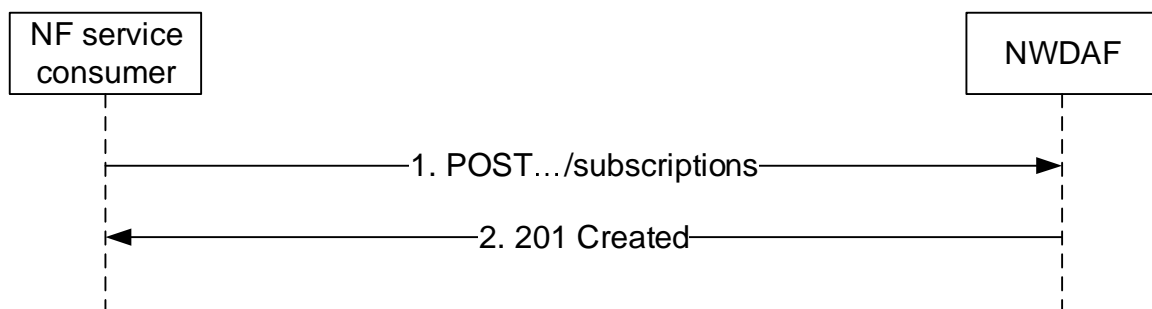 NF service
consumer
NWDAF
1. POST…/subscriptions
2. 201 Created